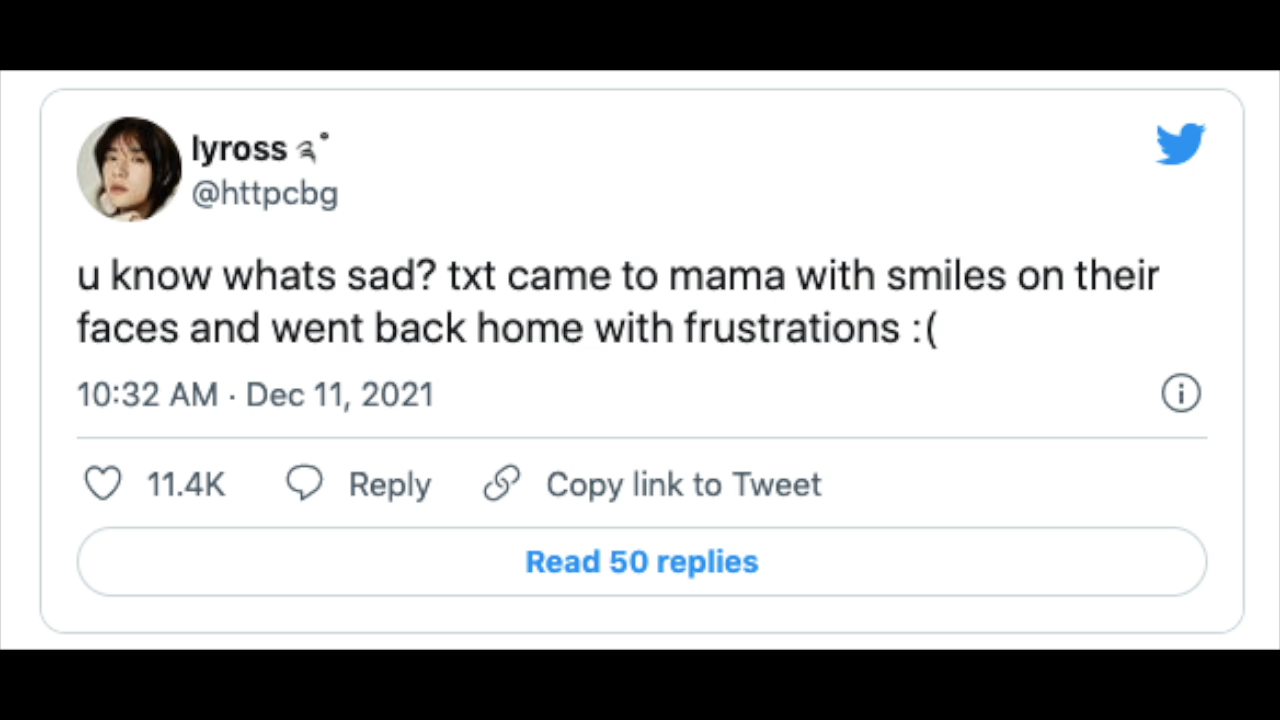 lyross
@httpcbg
u know whats sad? txt came to mama with smiles on their
faces and went back home with frustrations :(
10:32 AM · Dec 11, 2021
11.4K Reply Copy link to Tweet
Read 50 replies